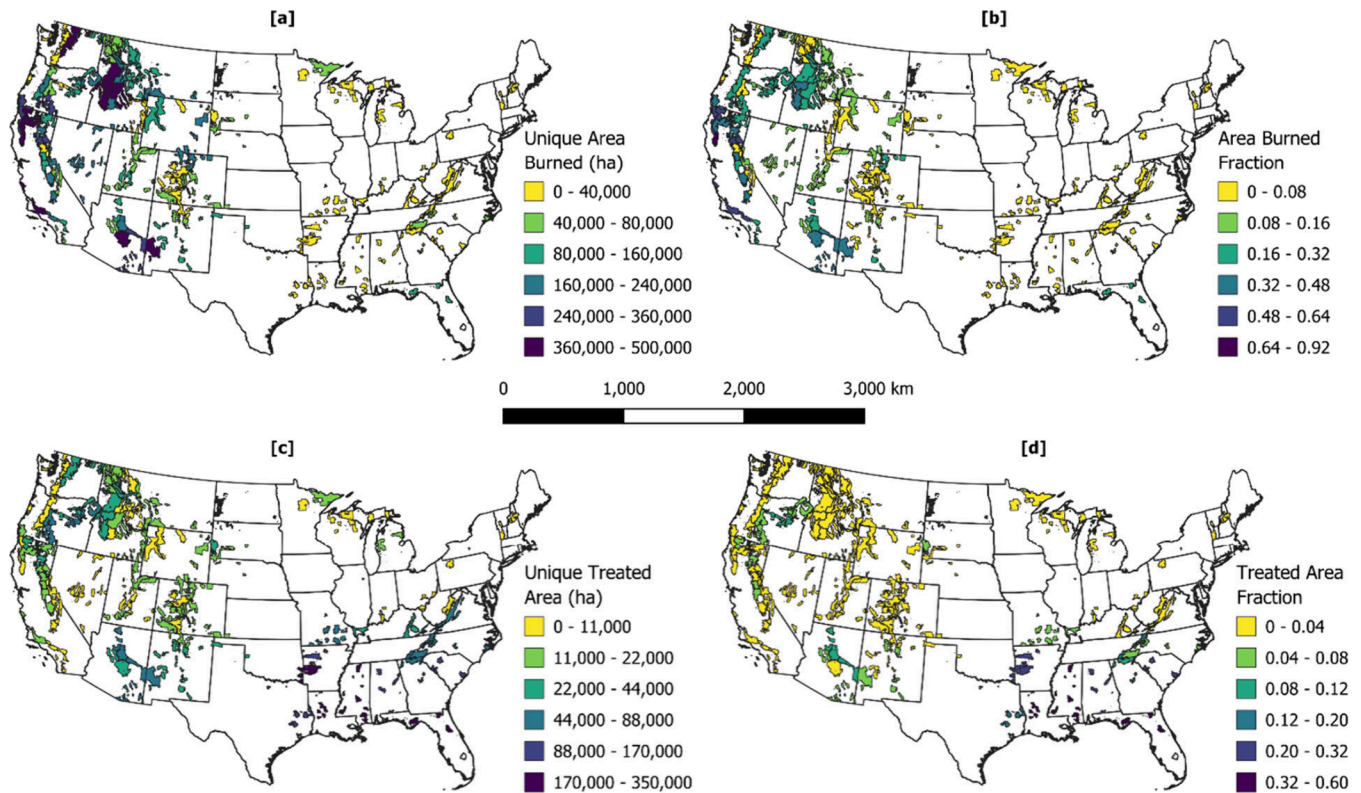 [a]
Unique Area
Burned (ha)
0 - 40,000
40,000 - 80,000
80,000 - 160,000
160,000 - 240,000
240,000 - 360,000
360,000 - 500,000
[b]
Area Burned
Fraction
0 - 0.08
0.08 - 0.16
0.16 - 0.32
0.32 - 0.48
0.48 - 0.64
0.64 - 0.92
0 1,000 2,000 3,000 km
[c]
Unique Treated
Area (ha)
0 - 11,000
11,000 - 22,000
22,000 - 44,000
44,000 - 88,000
88,000 - 170,000
170,000 - 350,000
[d]
Treated Area
Fraction
0 - 0.04
0.04 - 0.08
0.08 - 0.12
0.12 - 0.20
0.20 - 0.32
0.32 - 0.60